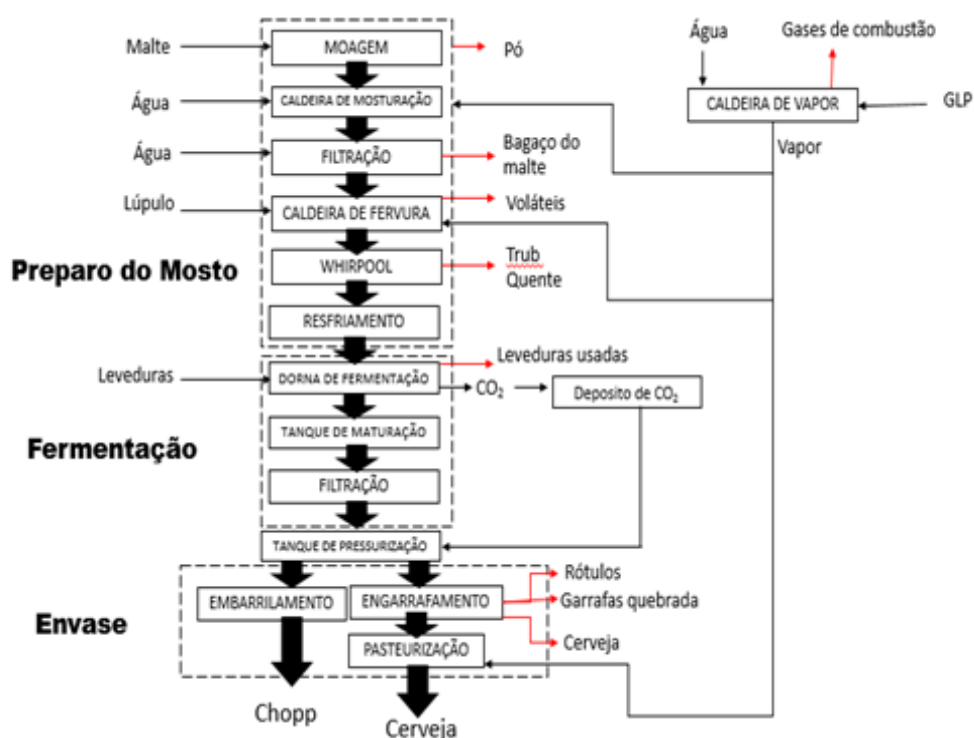 Malte
MOAGEM
Pó
Água
Gases de combustão
Água
CALDEIRA DE MOSTURAÇÃO
CALDEIRA DE VAPOR
GLP
Água
FILTRAÇÃO
Bagaço do
malte
Vapor
Lúpulo
CALDEIRA DE FERVURA
Voláteis
Preparo do Mosto
WHIRPOOL
Trub
Quente
RESFRIAMENTO
Leveduras
DORNA DE FERMENTAÇÃO
Leveduras usadas
CO₂
Deposito de CO₂
Fermentação
TANQUE DE MATURAÇÃO
FILTRAÇÃO
TANQUE DE PRESSURIZAÇÃO
Envase
EMBARRILAMENTO
ENGARRAFAMENTO
Rótulos
Garrafas quebrada
Cerveja
PASTEURIZAÇÃO
Chopp
Cerveja